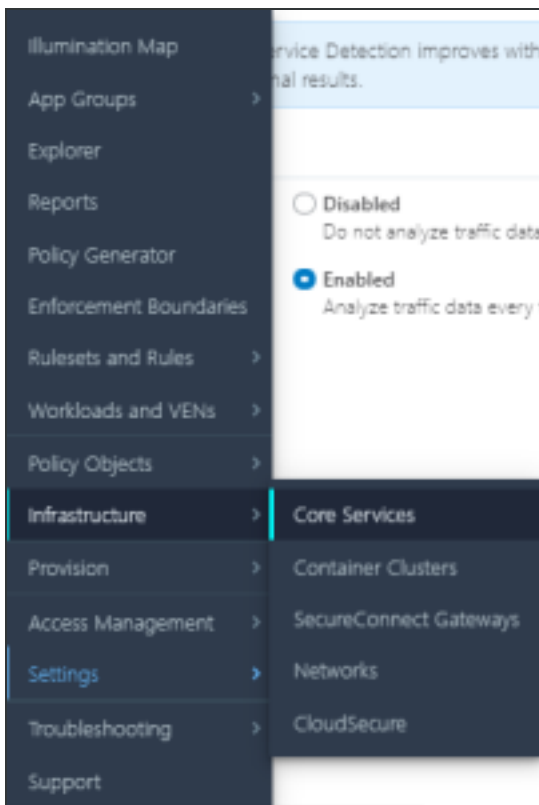 Illumination Map
App Groups
Explorer
Reports
Policy Generator
Enforcement Boundaries
Rulesets and Rules
Workloads and VENs
Policy Objects
Infrastructure
Provision
Access Management
Settings
Troubleshooting
Support
Core Services
Container Clusters
SecureConnect Gateways
Networks
CloudSecure
Service Detection improves with
results.
Disabled
Do not analyze traffic data
Enabled
Analyze traffic data every